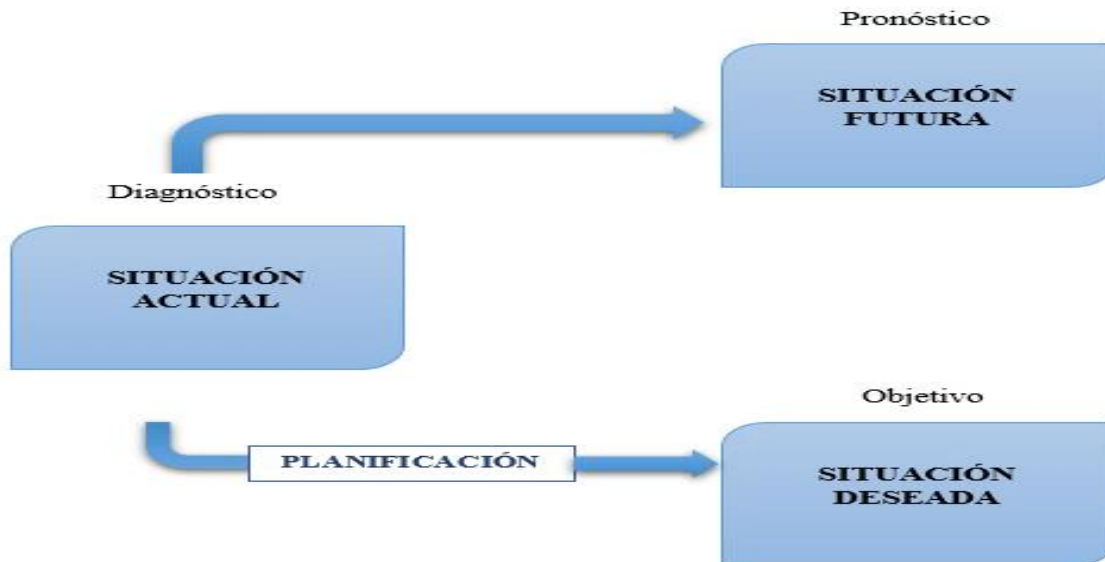 Pronóstico
SITUACIÓN
FUTURA
Diagnóstico
SITUACIÓN
ACTUAL
Objetivo
PLANIFICACIÓN
SITUACIÓN
DESEADA